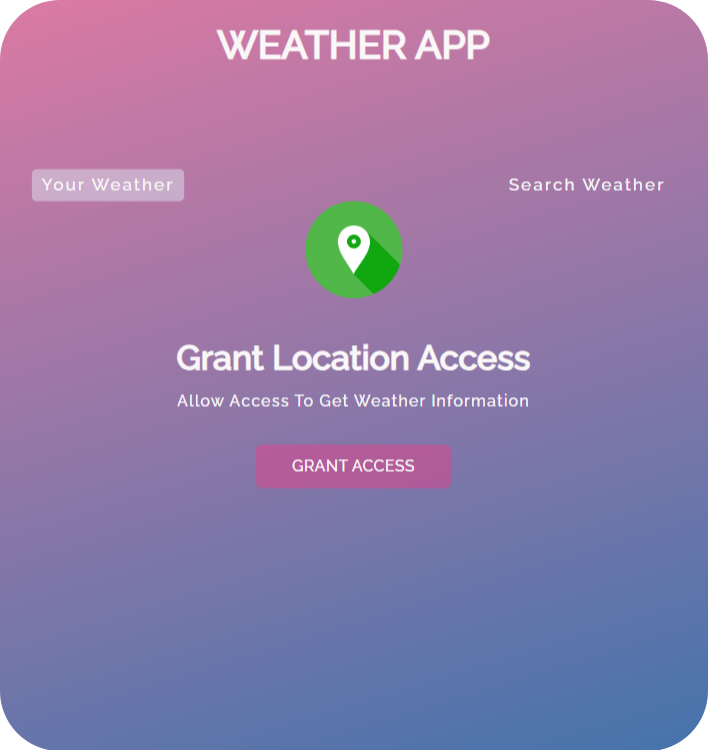 WEATHER APP
Your Weather
Search Weather
Grant Location Access
Allow Access To Get Weather Information
GRANT ACCESS